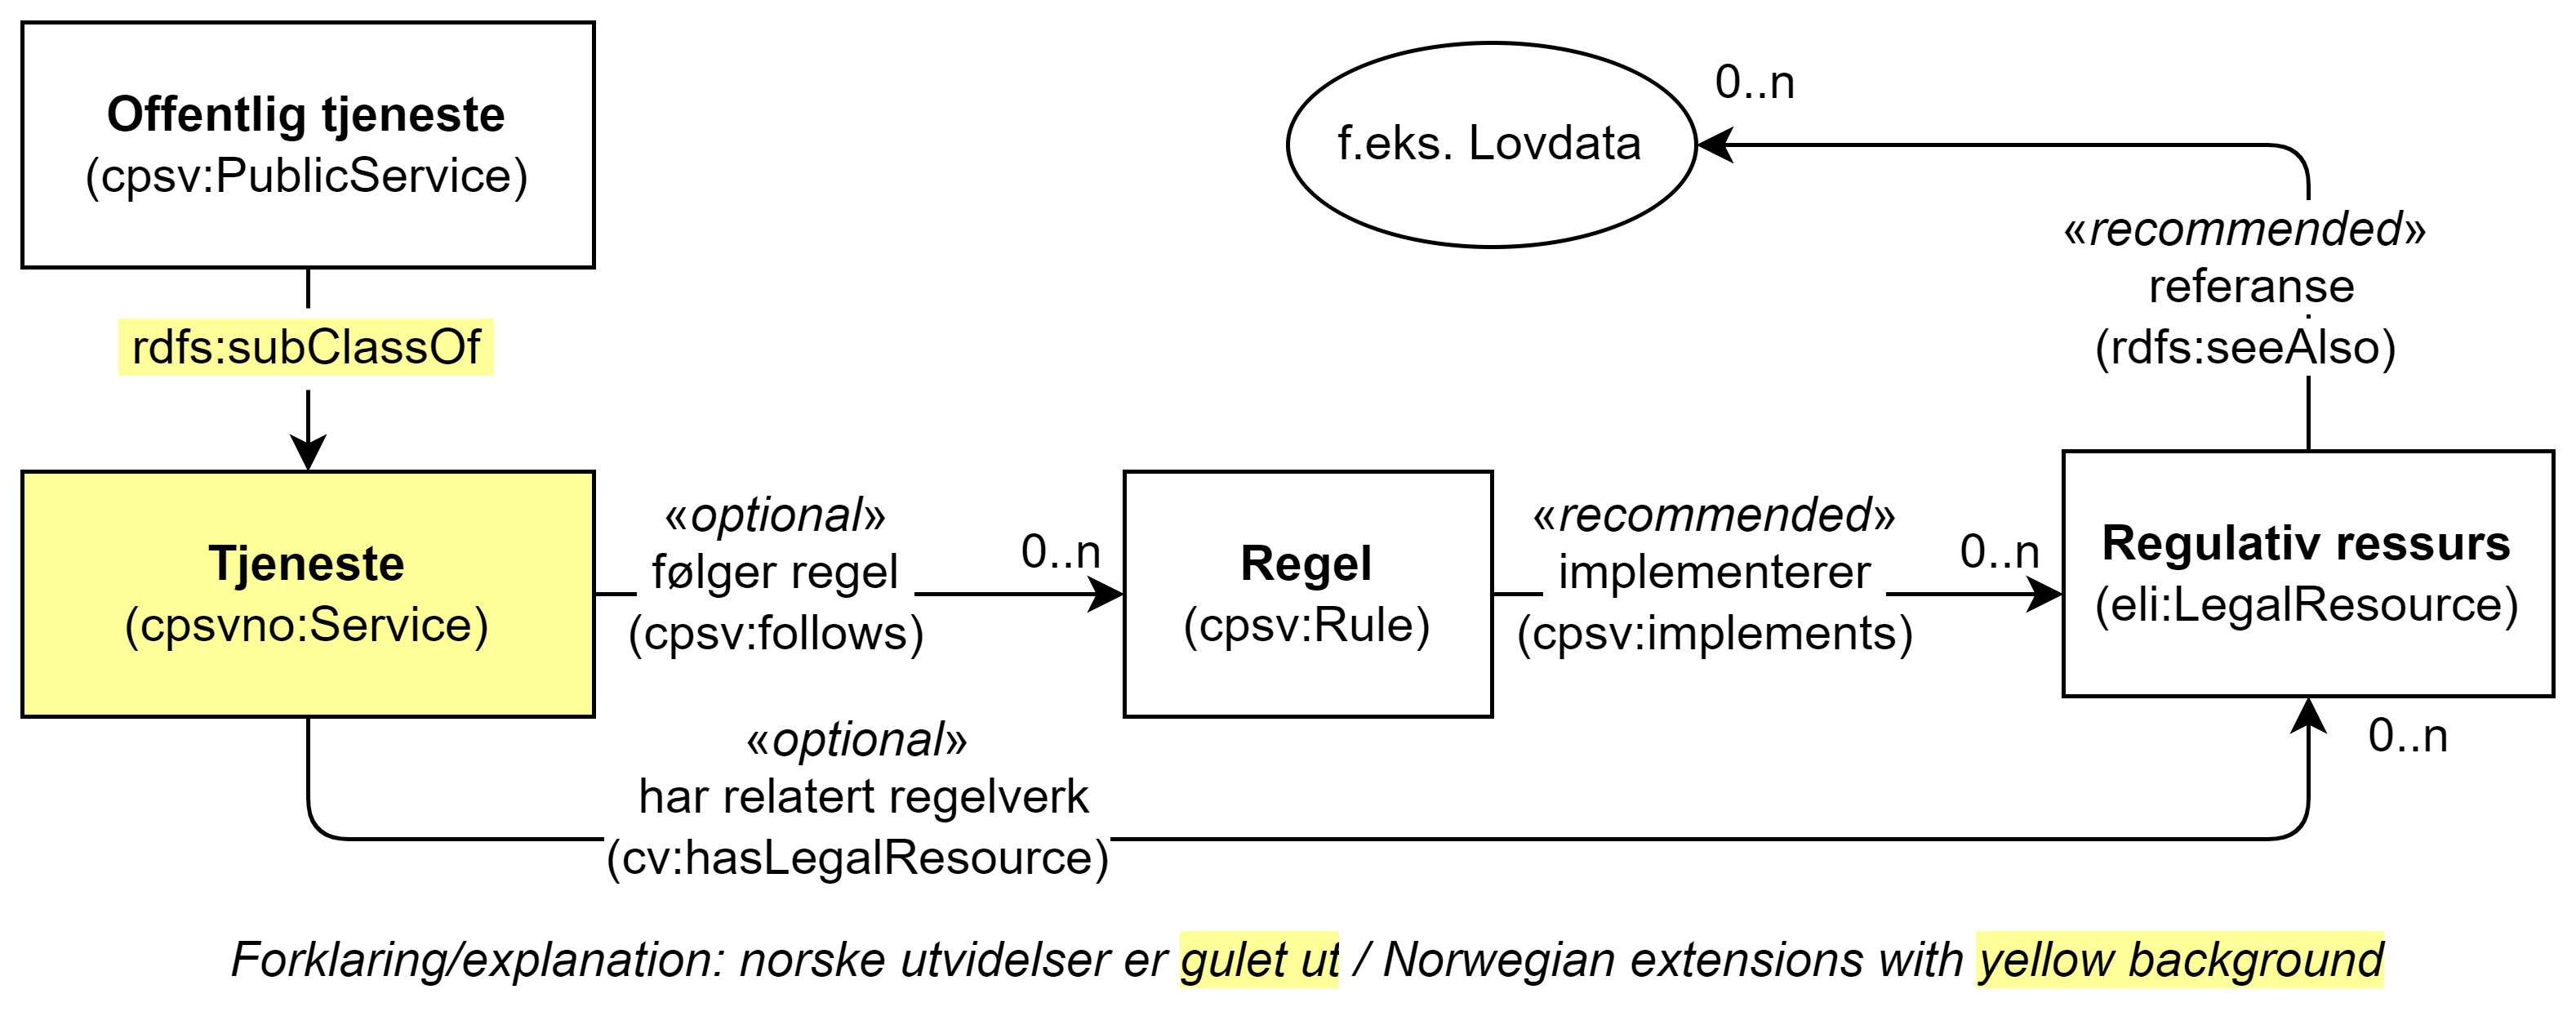 Offentlig tjeneste
(cpsv:PublicService)
rdfs:subClassOf
f.eks. Lovdata
0..n
«recommended»
referanse
(rdfs:seeAlso)
Tjeneste
(cpsvno:Service)
«optional»
følger regel
(cpsv:follows)
0..n
Regel
(cpsv:Rule)
«recommended»
implementerer
(cpsv:implements)
0..n
Regulativ ressurs
(eli:LegalResource)
«optional»
har relatert regelverk
(cv:hasLegalResource)
0..n
Forklaring/explanation: norske utvidelser er gulet ut / Norwegian extensions with yellow background